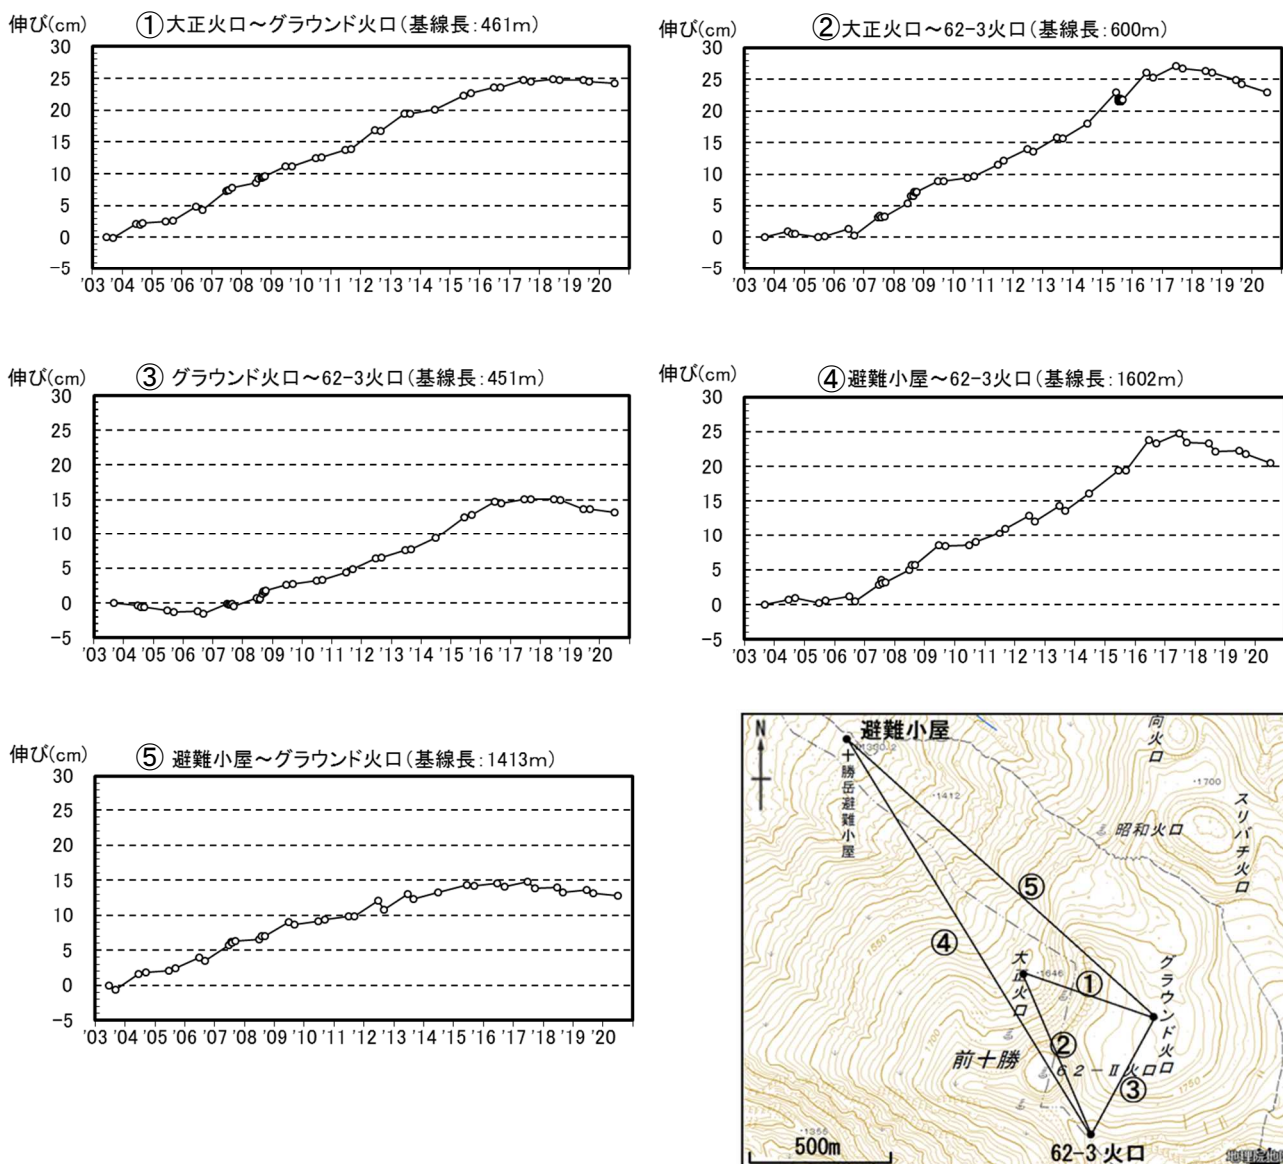 伸び(cm)
①大正火口～グラウンド火口(基線長:461m)
30
25
20
15
10
5
0
−5
'03 '04 '05 '06 '07 '08 '09 '10 '11 '12 '13 '14 '15 '16 '17 '18 '19 '20
伸び(cm)
②大正火口～62-3火口(基線長:600m)
30
25
20
15
10
5
0
−5
'03 '04 '05 '06 '07 '08 '09 '10 '11 '12 '13 '14 '15 '16 '17 '18 '19 '20
伸び(cm)
③ グラウンド火口～62-3火口(基線長:451m)
30
25
20
15
10
5
0
−5
'03 '04 '05 '06 '07 '08 '09 '10 '11 '12 '13 '14 '15 '16 '17 '18 '19 '20
伸び(cm)
④避難小屋～62-3火口(基線長:1602m)
30
25
20
15
10
5
0
−5
'03 '04 '05 '06 '07 '08 '09 '10 '11 '12 '13 '14 '15 '16 '17 '18 '19 '20
伸び(cm)
⑤ 避難小屋～グラウンド火口(基線長:1413m)
30
25
20
15
10
5
0
−5
'03 '04 '05 '06 '07 '08 '09 '10 '11 '12 '13 '14 '15 '16 '17 '18 '19 '20
N
避難小屋
十勝岳避難小屋
向火口
・1700
・1412
昭和火口
スリバチ火口
⑤
④
大正火口
・1646
①
グラウンド火口
1550
1700
②
前十勝
62-Ⅱ火口
③
1750
・1356
500m
62-3 火口